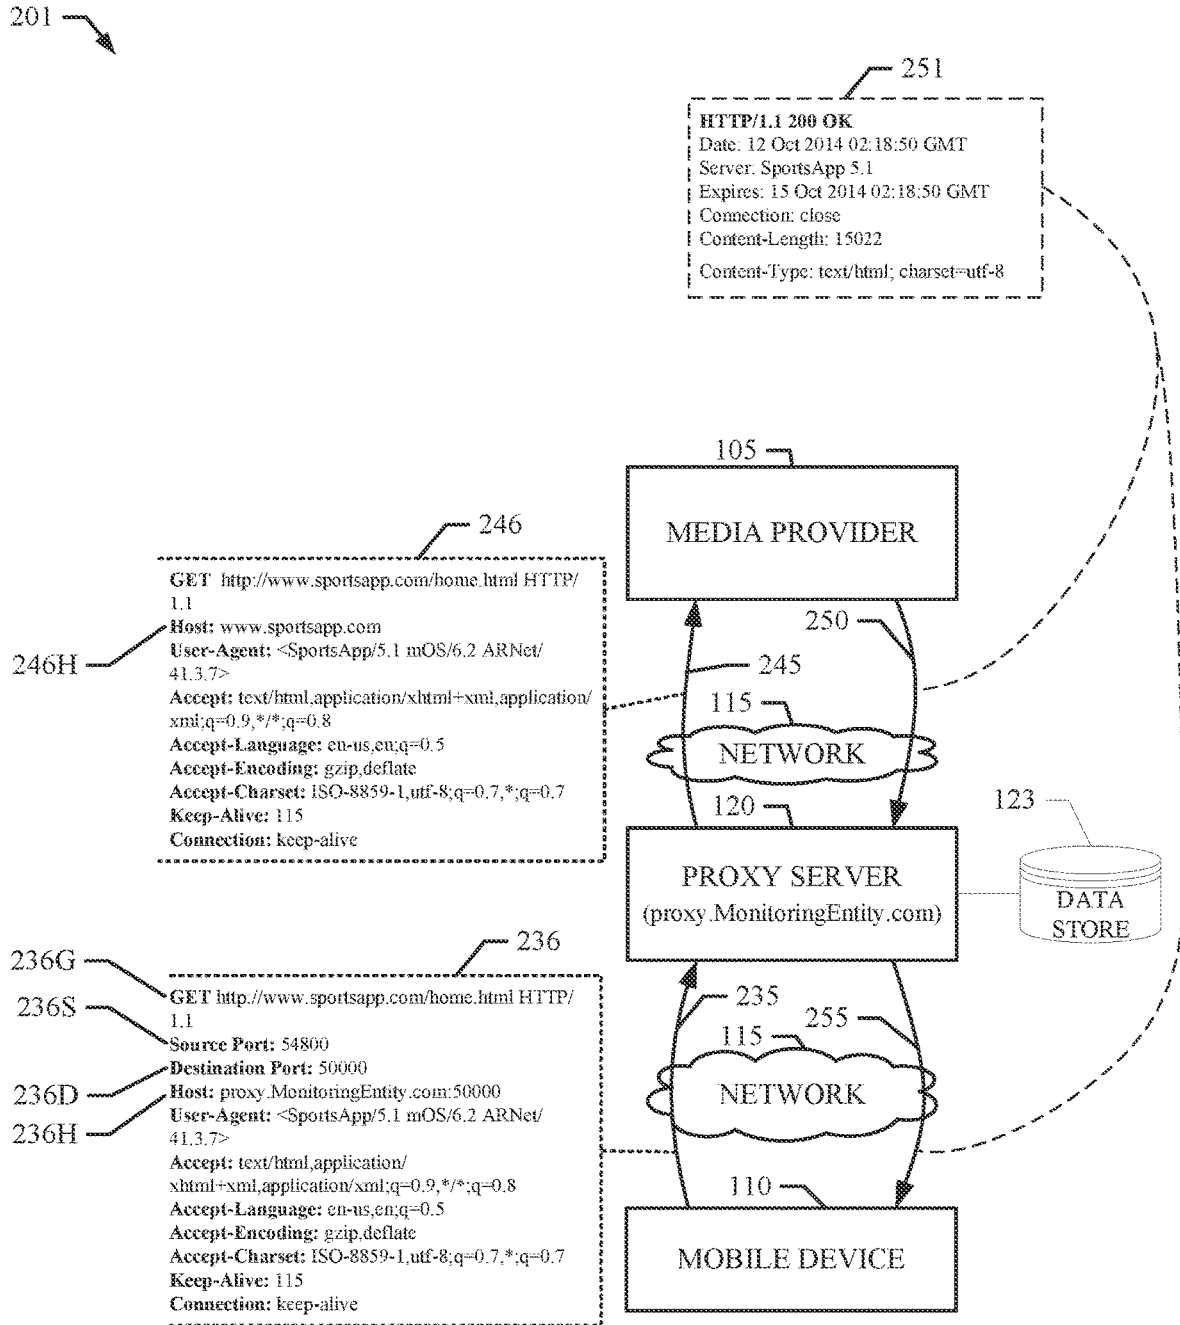 201
251
HTTP/1.1 200 OK
Date: 12 Oct 2014 02:18:50 GMT
Server: SportsApp 5.1
Expires: 15 Oct 2014 02:18:50 GMT
Connection: close
Content-Length: 15022
Content-Type: text/html; charset=utf-8
105
MEDIA PROVIDER
246
GET http://www.sportsapp.com/home.html HTTP/
1.1
Host: www.sportsapp.com
User-Agent: <SportsApp/5.1 mOS/6.2 ARNet/
41.3.7>
Accept: text/html,application/xhtml+xml,application/
xml;q=0.9,*/*;q=0.8
Accept-Language: en-us,en;q=0.5
Accept-Encoding: gzip,deflate
Accept-Charset: ISO-8859-1,utf-8;q=0.7,*;q=0.7
Keep-Alive: 115
Connection: keep-alive
246H
250
245
115
NETWORK
120
PROXY SERVER
(proxy.MonitoringEntity.com)
123
DATA
STORE
236
236G
236S
236D
236H
GET http://www.sportsapp.com/home.html HTTP/
1.1
Source Port: 54800
Destination Port: 50000
Host: proxy.MonitoringEntity.com:50000
User-Agent: <SportsApp/5.1 mOS/6.2 ARNet/
41.3.7>
Accept: text/html,application/
xhtml+xml,application/xml;q=0.9,*/*;q=0.8
Accept-Language: en-us,en;q=0.5
Accept-Encoding: gzip,deflate
Accept-Charset: ISO-8859-1,utf-8;q=0.7,*;q=0.7
Keep-Alive: 115
Connection: keep-alive
235
255
115
NETWORK
110
MOBILE DEVICE